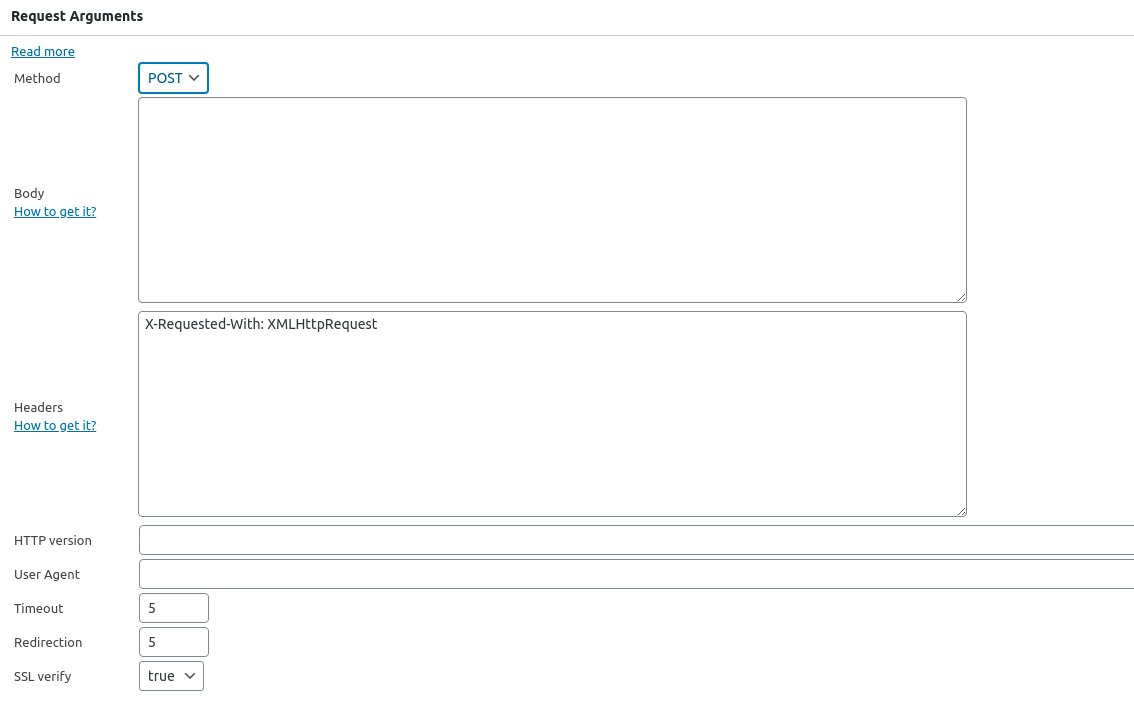 Request Arguments
Read more
Method
POST
Body
How to get it?
X-Requested-With: XMLHttpRequest
Headers
How to get it?
HTTP version
User Agent
Timeout
5
Redirection
5
SSL verify
true